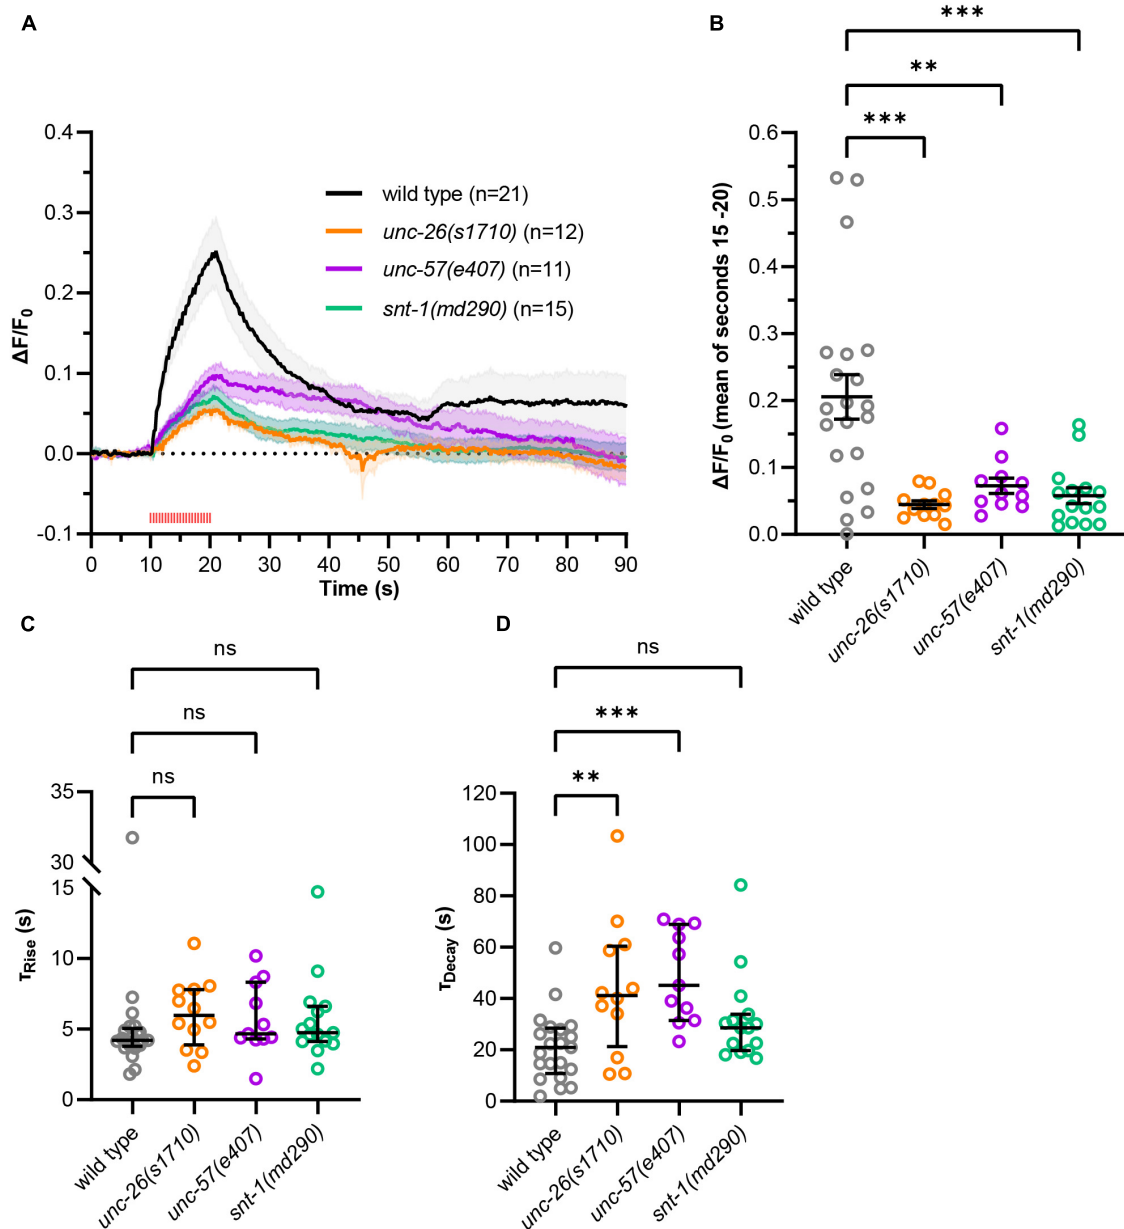 A
ΔF/F0
0.4
0.3
0.2
0.1
0.0
-0.1
wild type (n=21)
unc-26(s1710) (n=12)
unc-57(e407) (n=11)
snt-1(md290) (n=15)
0 10 20 30 40 50 60 70 80 90
Time (s)
B
***
**
***
ΔF/F0 (mean of seconds 15 -20)
0.6
0.5
0.4
0.3
0.2
0.1
0.0
wild type
unc-26(s1710)
unc-57(e407)
snt-1(md290)
C
ns
ns
ns
τRise (s)
35
30
15
10
5
0
wild type
unc-26(s1710)
unc-57(e407)
snt-1(md290)
D
ns
***
**
τDecay (s)
120
100
80
60
40
20
0
wild type
unc-26(s1710)
unc-57(e407)
snt-1(md290)